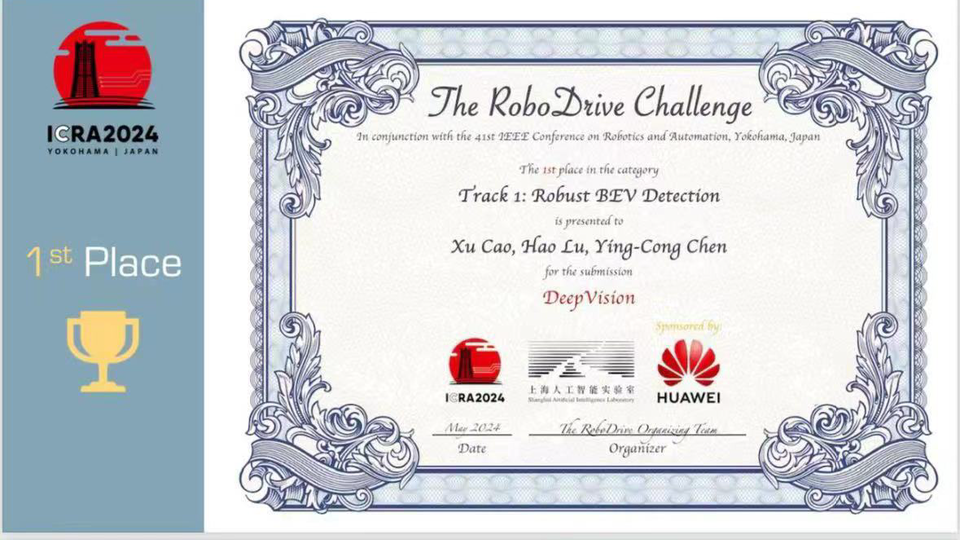 ICRA2024
YOKOHAMA | JAPAN
1st Place
The RoboDrive Challenge
In conjunction with the 41st IEEE Conference on Robotics and Automation, Yokohama, Japan
The 1st place in the category
Track 1: Robust BEV Detection
is presented to
Xu Cao, Hao Lu, Ying-Cong Chen
for the submission
DeepVision
Sponsored by:
ICRA2024
上海人工智能实验室
Shanghai Artificial Intelligence Laboratory
HUAWEI
May 2024
The RoboDrive Organizing Team
Date
Organizer